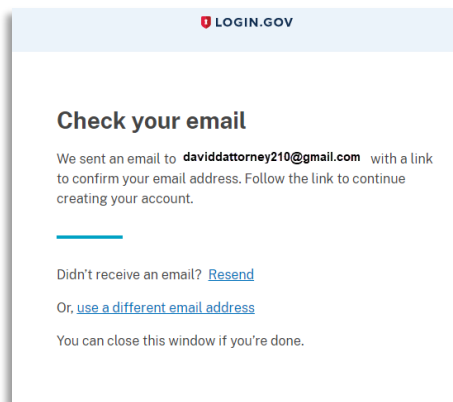 LOGIN.GOV
Check your email
We sent an email to daviddattorney210@gmail.com with a link
to confirm your email address. Follow the link to continue
creating your account.
Didn't receive an email? Resend
Or, use a different email address
You can close this window if you're done.